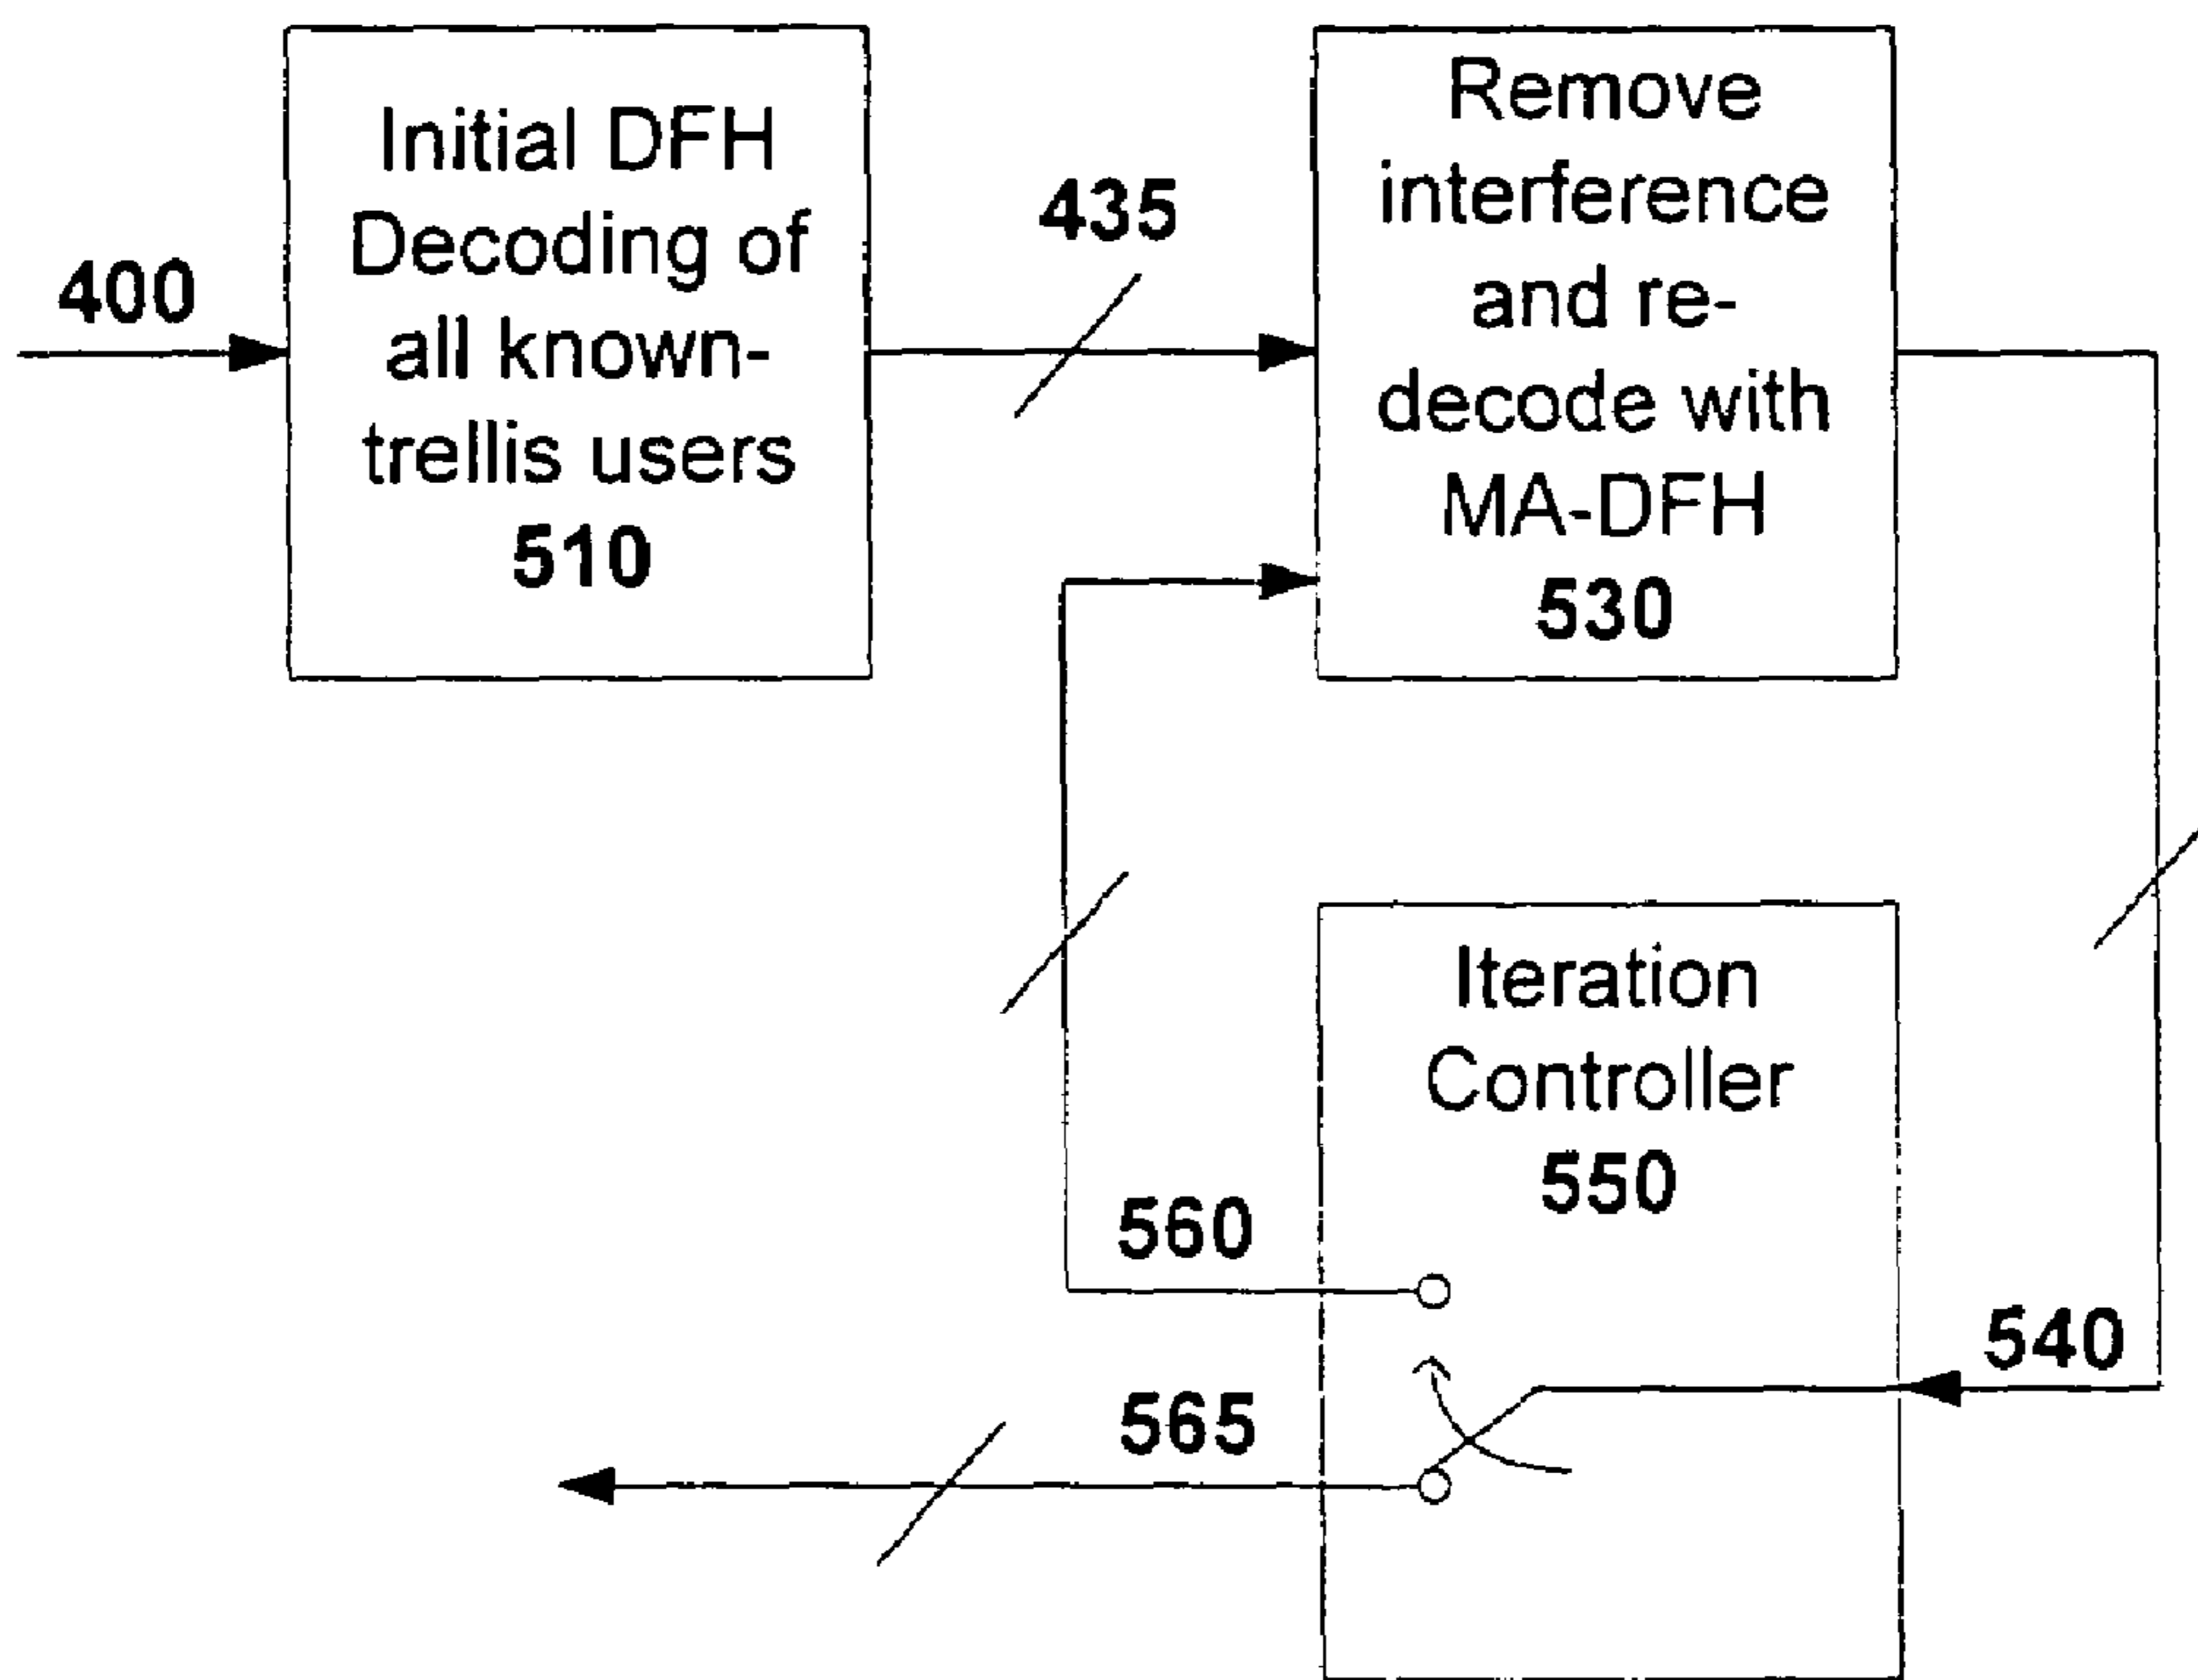 400
Initial DFH
Decoding of
all known-
trellis users
510
435
Remove
interference
and re-
decode with
MA-DFH
530
Iteration
Controller
550
560
540
565